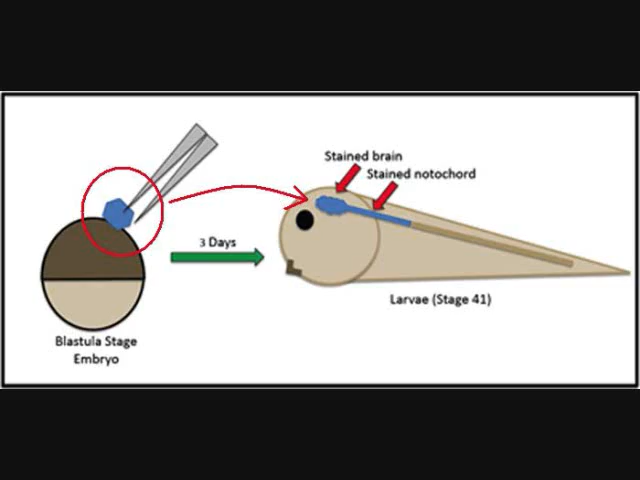 Stained brain
Stained notochord
3 Days
Larvae (Stage 41)
Blastula Stage
Embryo